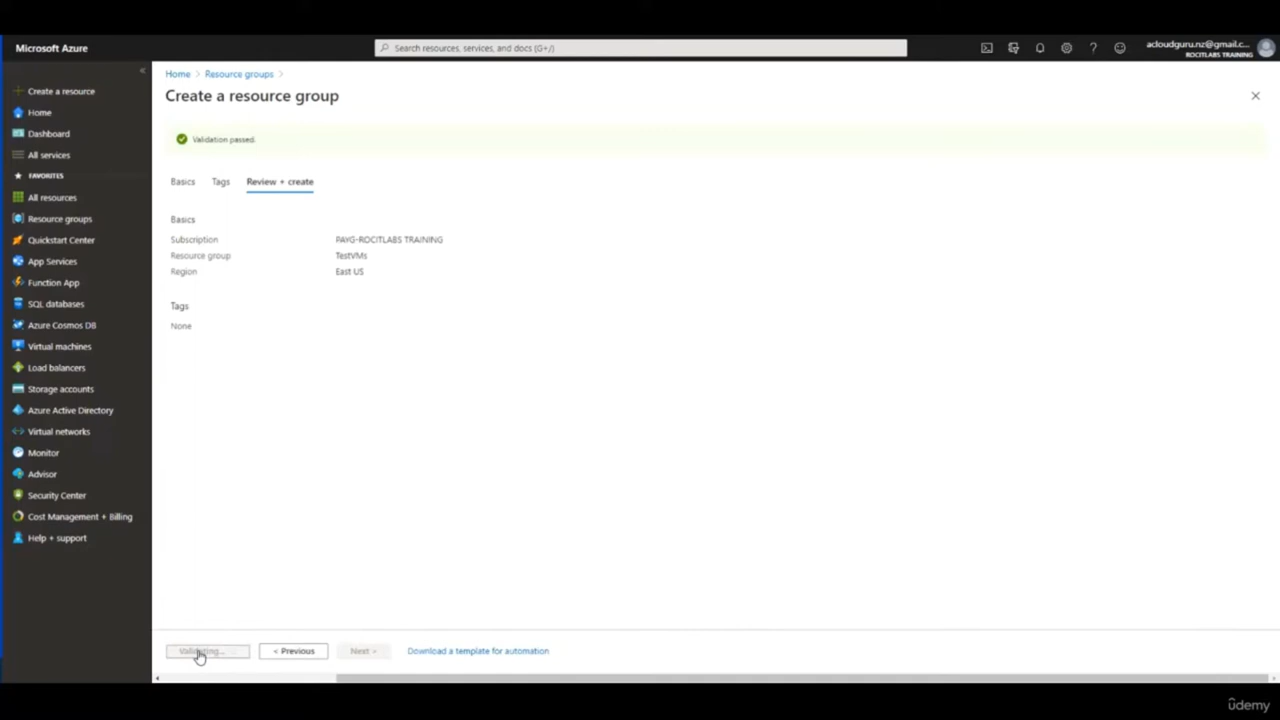 Microsoft Azure
Search resources, services, and docs (G+/)
acloudguru.nz@gmail.c...
ROCITLABS TRAINING
Create a resource
Home
Dashboard
All services
FAVORITES
All resources
Resource groups
Quickstart Center
App Services
Function App
SQL databases
Azure Cosmos DB
Virtual machines
Load balancers
Storage accounts
Azure Active Directory
Virtual networks
Monitor
Advisor
Security Center
Cost Management + Billing
Help + support
Home > Resource groups >
Create a resource group
Validation passed.
Basics Tags Review + create
Basics
Subscription PAYG-ROCITLABS TRAINING
Resource group TestVMs
Region East US
Tags
None
Validating... < Previous Next > Download a template for automation
ûdemy